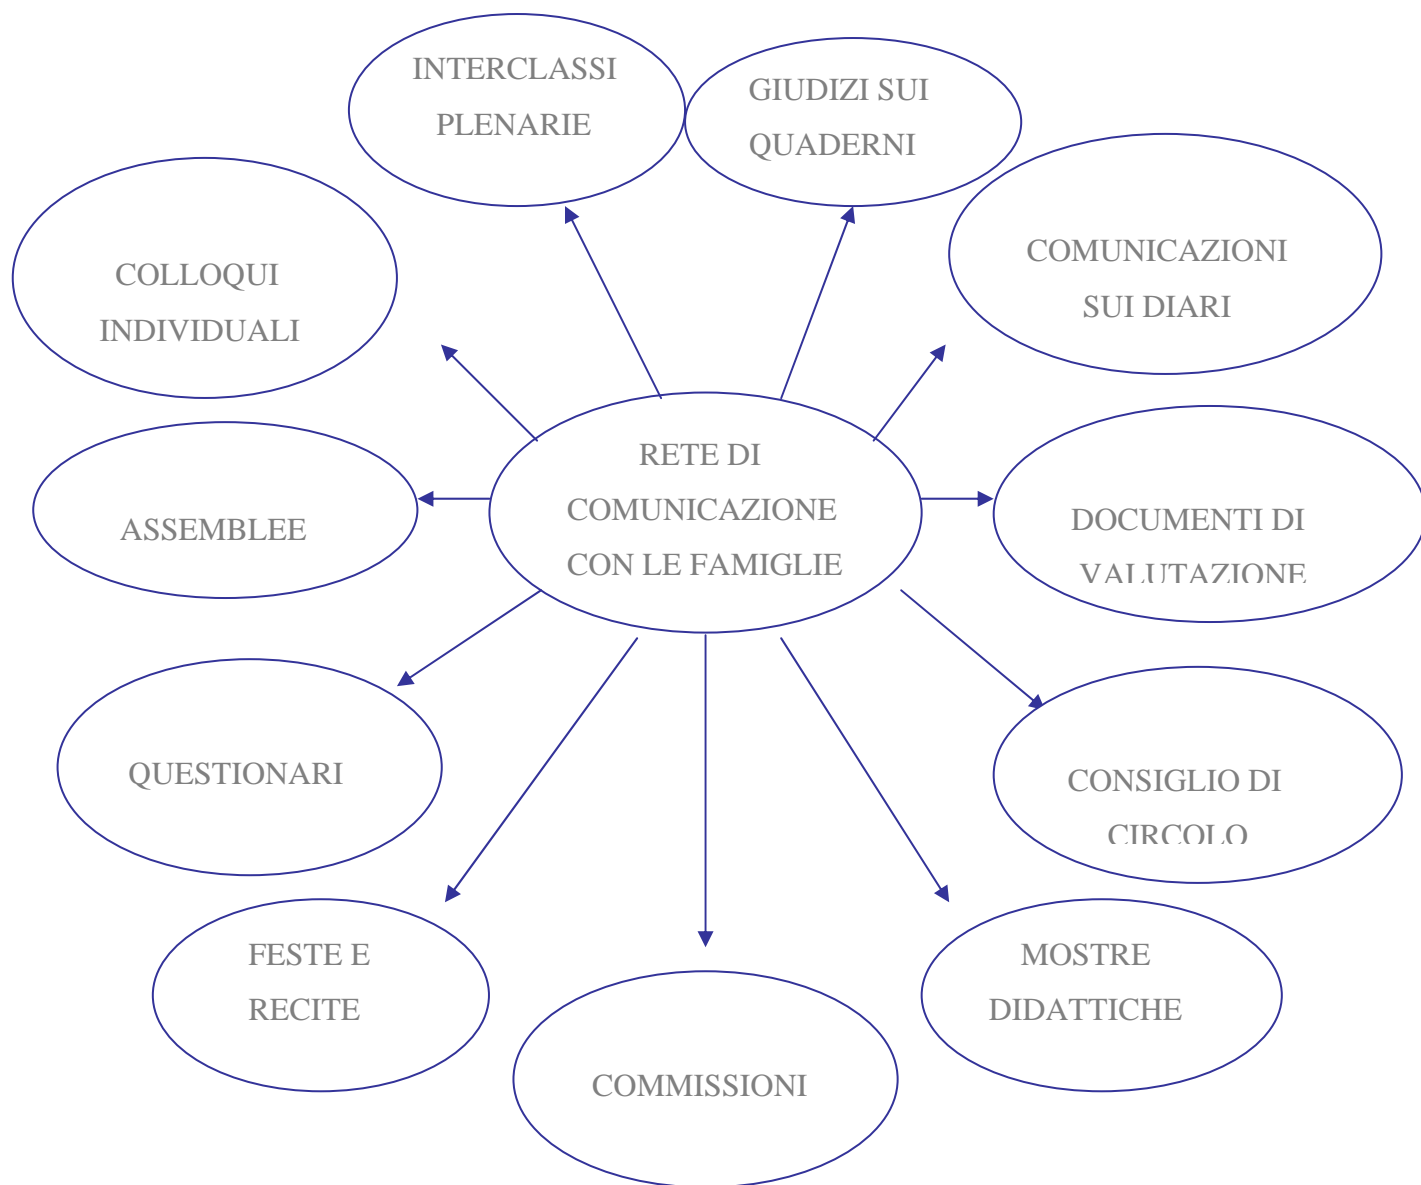 INTERCLASSI
PLENARIE
GIUDIZI SUI
QUADERNI
COMUNICAZIONI
SUI DIARI
COLLOQUI
INDIVIDUALI
RETE DI
COMUNICAZIONE
CON LE FAMIGLIE
ASSEMBLEE
DOCUMENTI DI
VALUTAZIONE
QUESTIONARI
CONSIGLIO DI
CIRCOLO
FESTE E
RECITE
MOSTRE
DIDATTICHE
COMMISSIONI